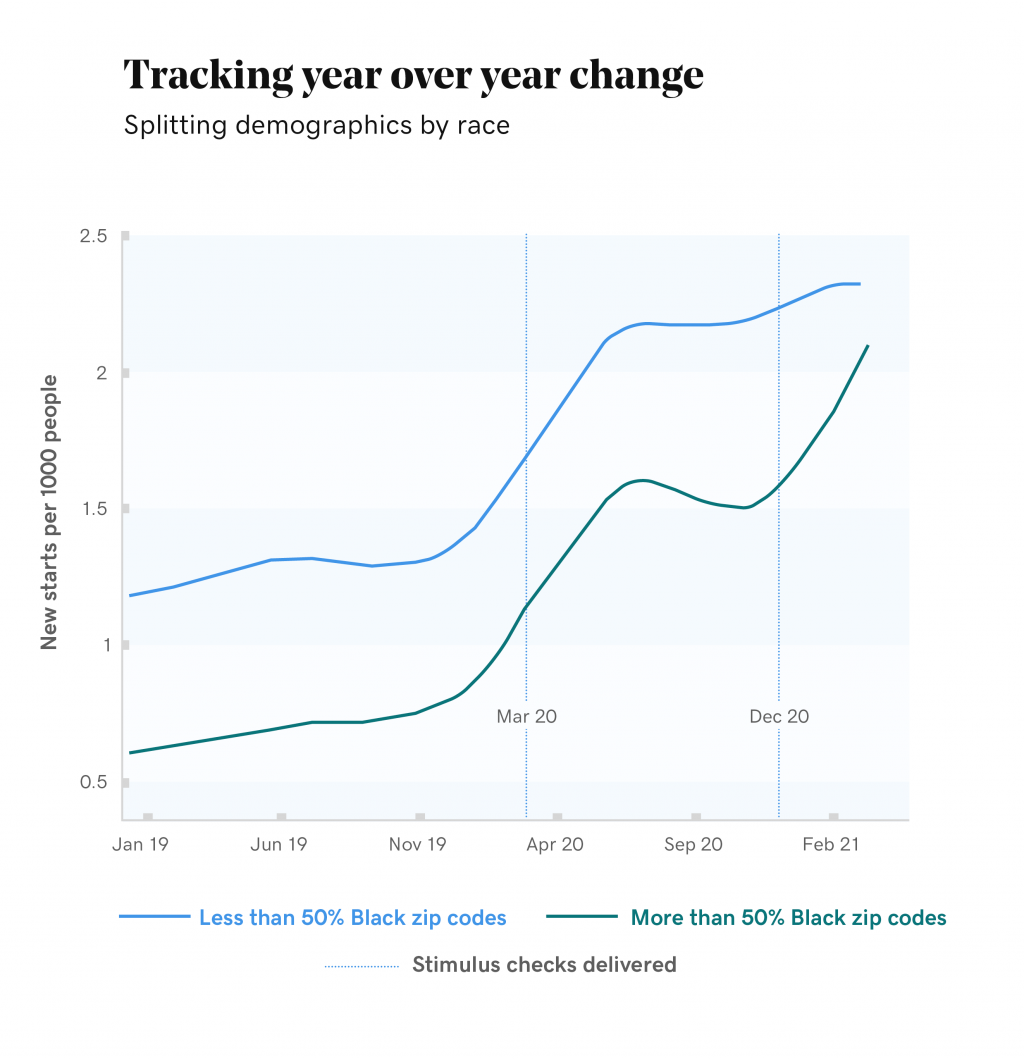 Tracking year over year change
Splitting demographics by race
New starts per 1000 people
2.5
2
1.5
1
0.5
Mar 20
Dec 20
Jan 19
Jun 19
Nov 19
Apr 20
Sep 20
Feb 21
Less than 50% Black zip codes
More than 50% Black zip codes
Stimulus checks delivered